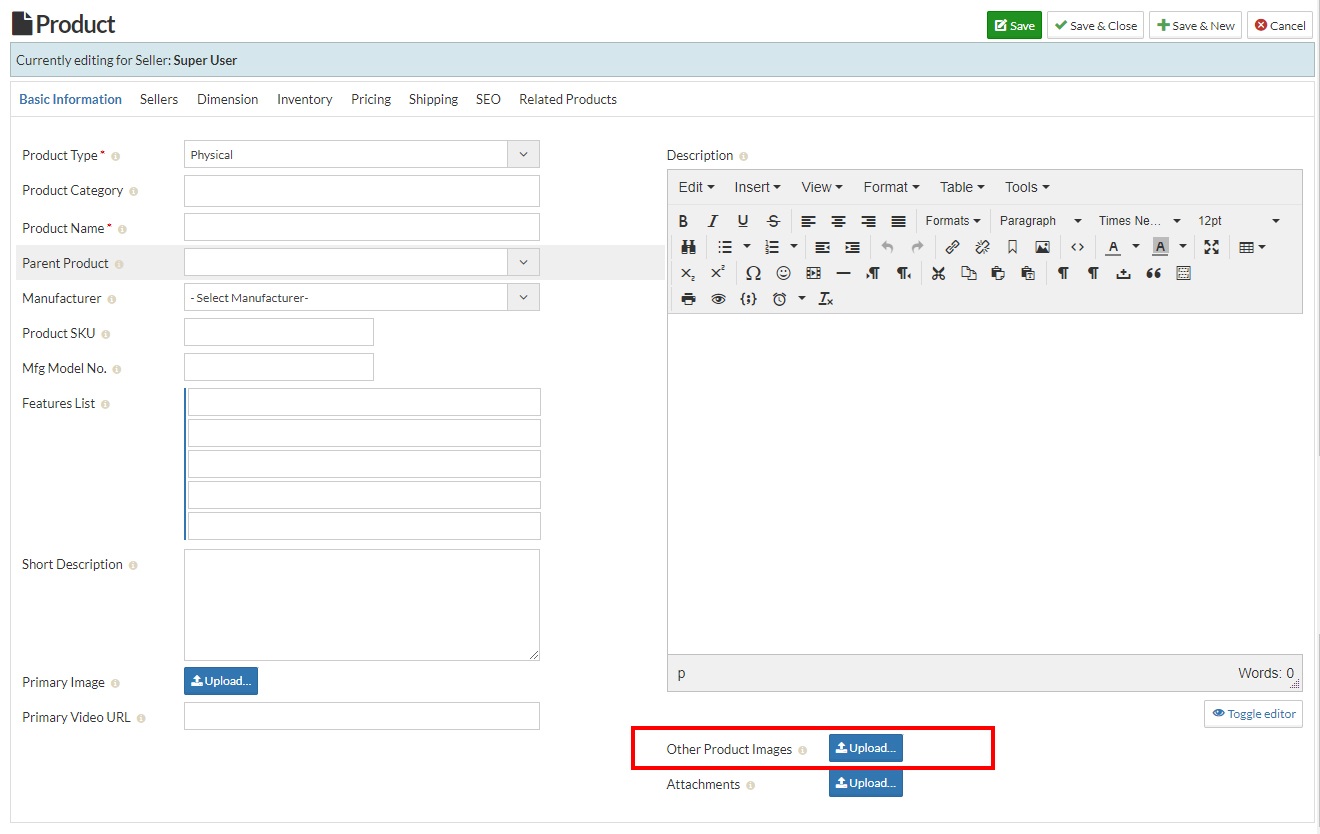 Product
Save
Save & Close
Save & New
Cancel
Currently editing for Seller: Super User
Basic Information
Sellers
Dimension
Inventory
Pricing
Shipping
SEO
Related Products
Product Type *
Physical
Product Category
Product Name *
Parent Product
Manufacturer
- Select Manufacturer-
Product SKU
Mfg Model No.
Features List
Short Description
Primary Image
Upload...
Primary Video URL
Description
Edit
Insert
View
Format
Table
Tools
Formats
Paragraph
Times Ne...
12pt
p
Words: 0
Toggle editor
Other Product Images
Upload...
Attachments
Upload...